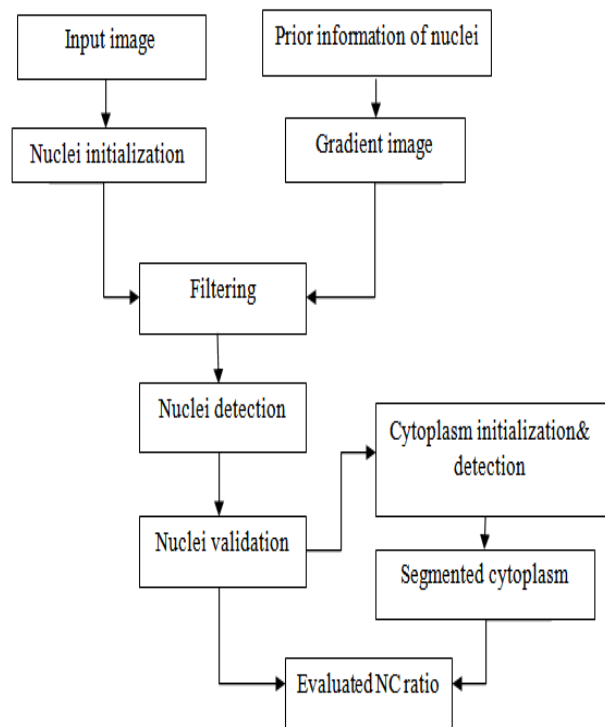 Input image
Prior information of nuclei
Nuclei initialization
Gradient image
Filtering
Nuclei detection
Cytoplasm initialization&
detection
Nuclei validation
Segmented cytoplasm
Evaluated NC ratio